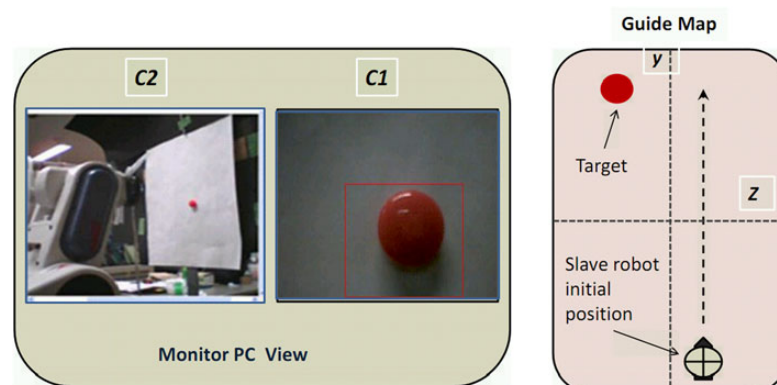 Guide Map
C2
C1
y
Target
Z
Slave robot
initial
position
Monitor PC View